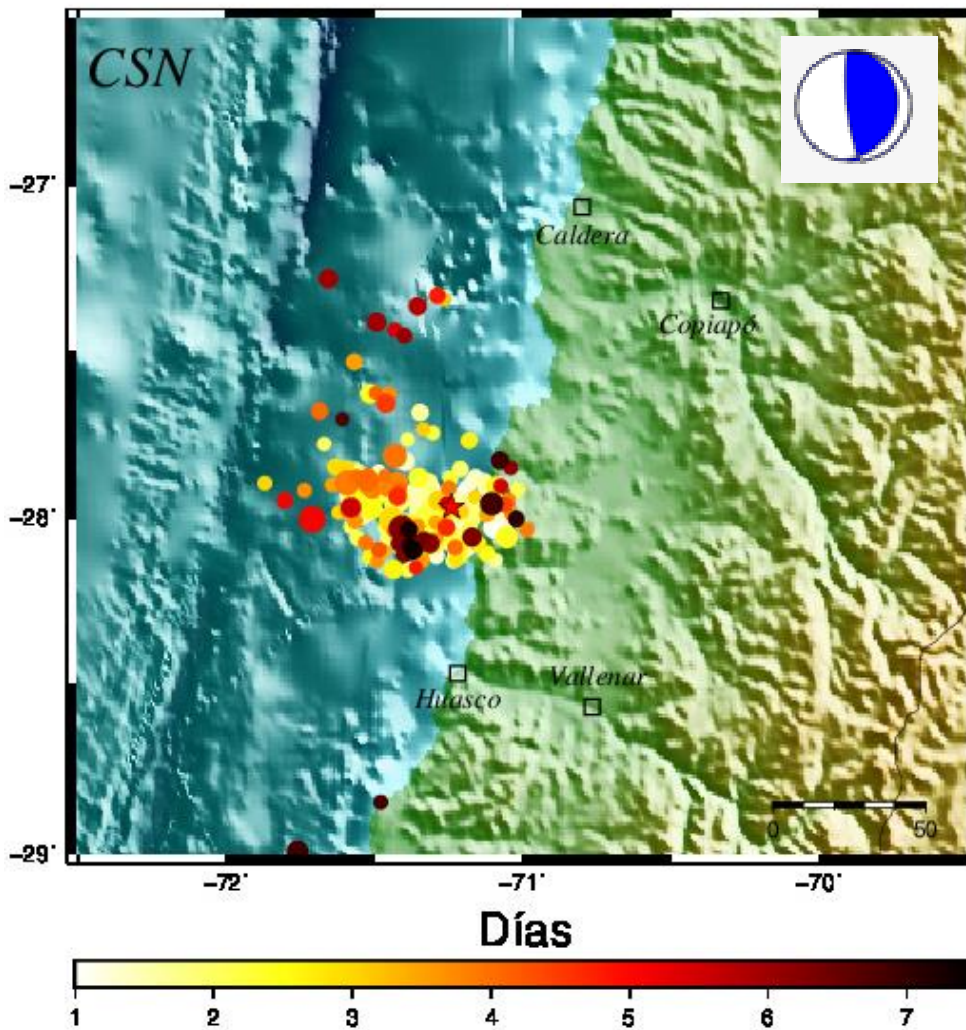 CSN
−27˚
Caldera
Copiapó
−28˚
Vallenar
Huasco
0 50
−29˚
−72˚ −71˚ −70˚
Días
1 2 3 4 5 6 7